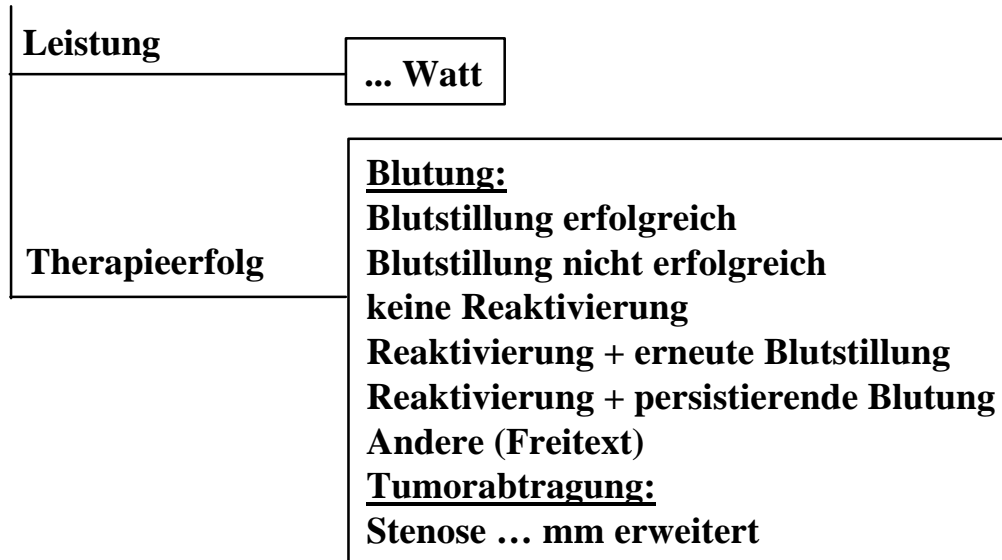 Leistung
... Watt
Blutung:
Blutstillung erfolgreich
Therapieerfolg
Blutstillung nicht erfolgreich
keine Reaktivierung
Reaktivierung + erneute Blutstillung
Reaktivierung + persistierende Blutung
Andere (Freitext)
Tumorabtragung:
Stenose … mm erweitert